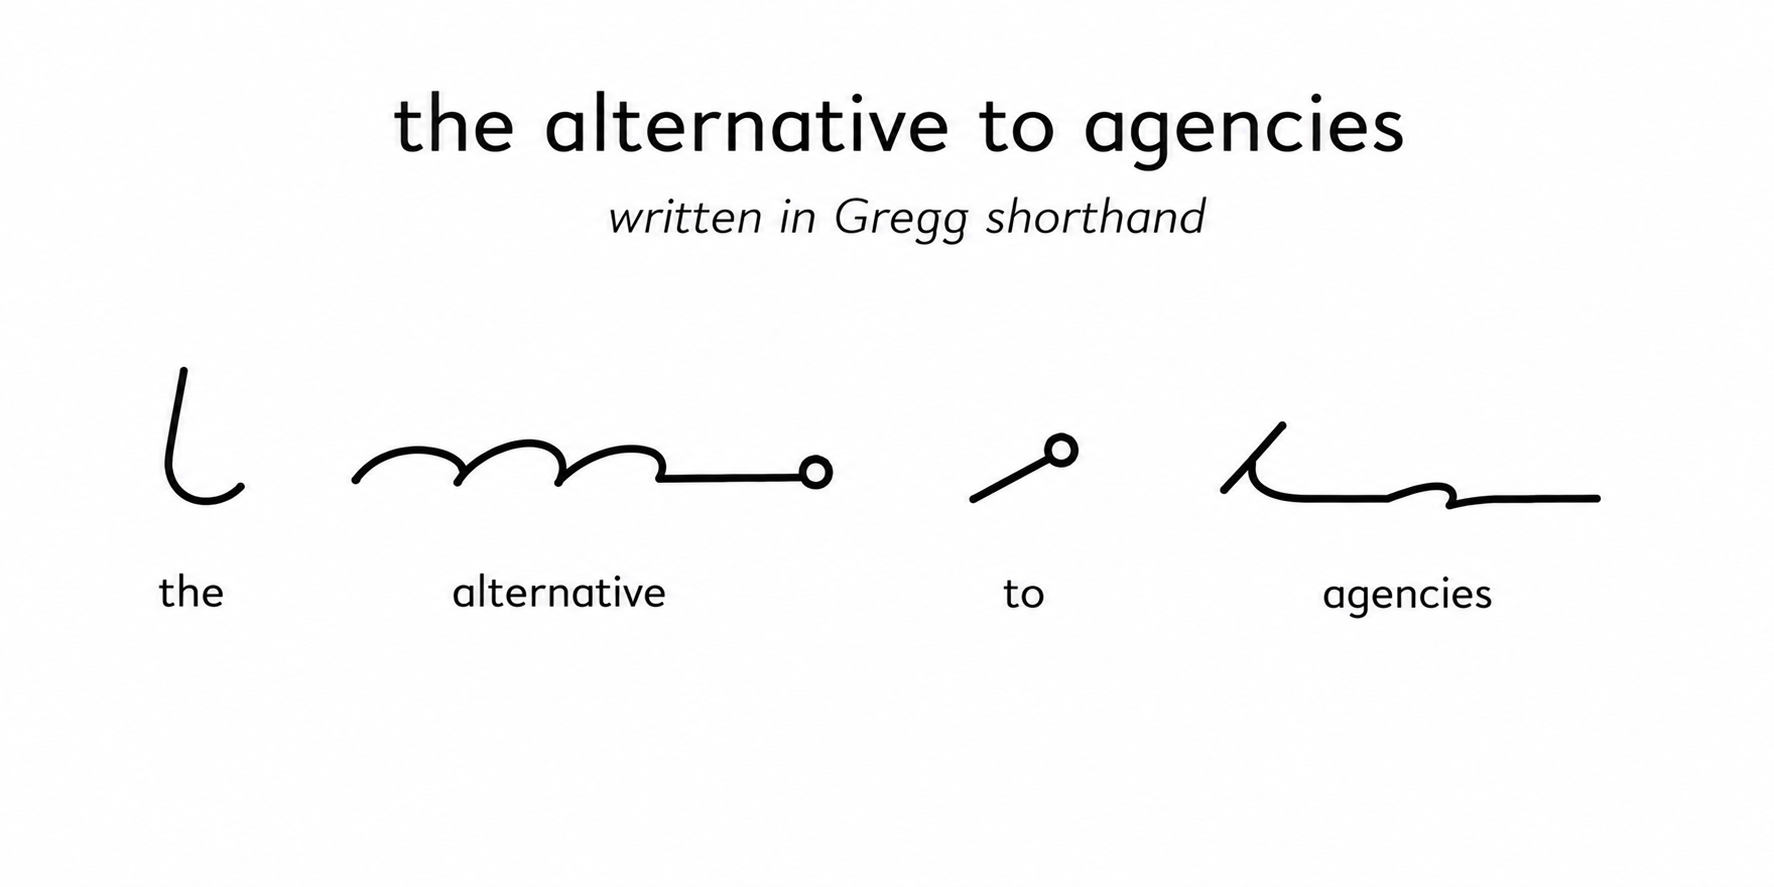 the alternative to agencies
written in Gregg shorthand
the alternative to agencies